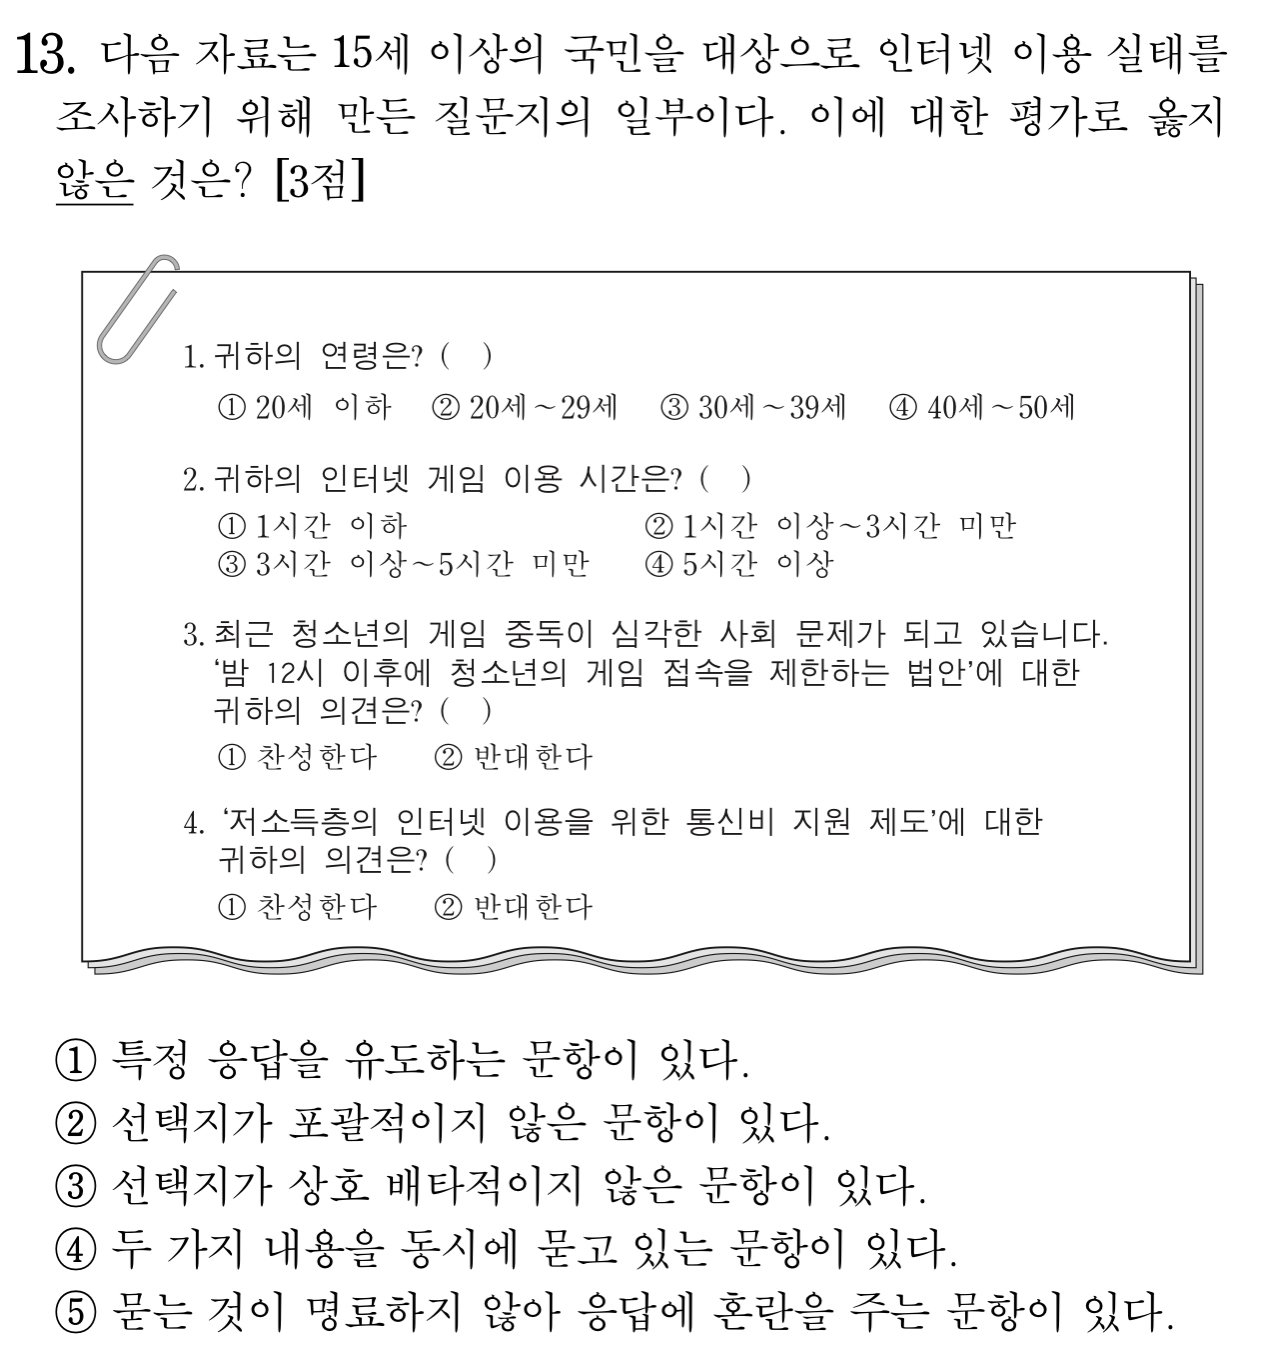 13. 다음 자료는 15세 이상의 국민을 대상으로 인터넷 이용 실태를
조사하기 위해 만든 질문지의 일부이다. 이에 대한 평가로 옳지
않은 것은? [3점]
1. 귀하의 연령은? (  )
① 20세 이하 ② 20세～29세 ③ 30세～39세 ④ 40세～50세
2. 귀하의 인터넷 게임 이용 시간은? (  )
① 1시간 이하 ② 1시간 이상～3시간 미만
③ 3시간 이상～5시간 미만 ④ 5시간 이상
3. 최근 청소년의 게임 중독이 심각한 사회 문제가 되고 있습니다.
‘밤 12시 이후에 청소년의 게임 접속을 제한하는 법안’에 대한
귀하의 의견은? (  )
① 찬성한다 ② 반대한다
4. ‘저소득층의 인터넷 이용을 위한 통신비 지원 제도’에 대한
귀하의 의견은? (  )
① 찬성한다 ② 반대한다
① 특정 응답을 유도하는 문항이 있다.
② 선택지가 포괄적이지 않은 문항이 있다.
③ 선택지가 상호 배타적이지 않은 문항이 있다.
④ 두 가지 내용을 동시에 묻고 있는 문항이 있다.
⑤ 묻는 것이 명료하지 않아 응답에 혼란을 주는 문항이 있다.